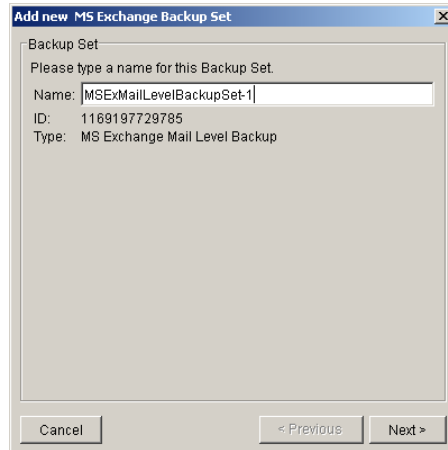 Add new MS Exchange Backup Set
Backup Set
Please type a name for this Backup Set.
Name: MSExMailLevelBackupSet-1
ID: 1169197729785
Type: MS Exchange Mail Level Backup
Cancel < Previous Next >